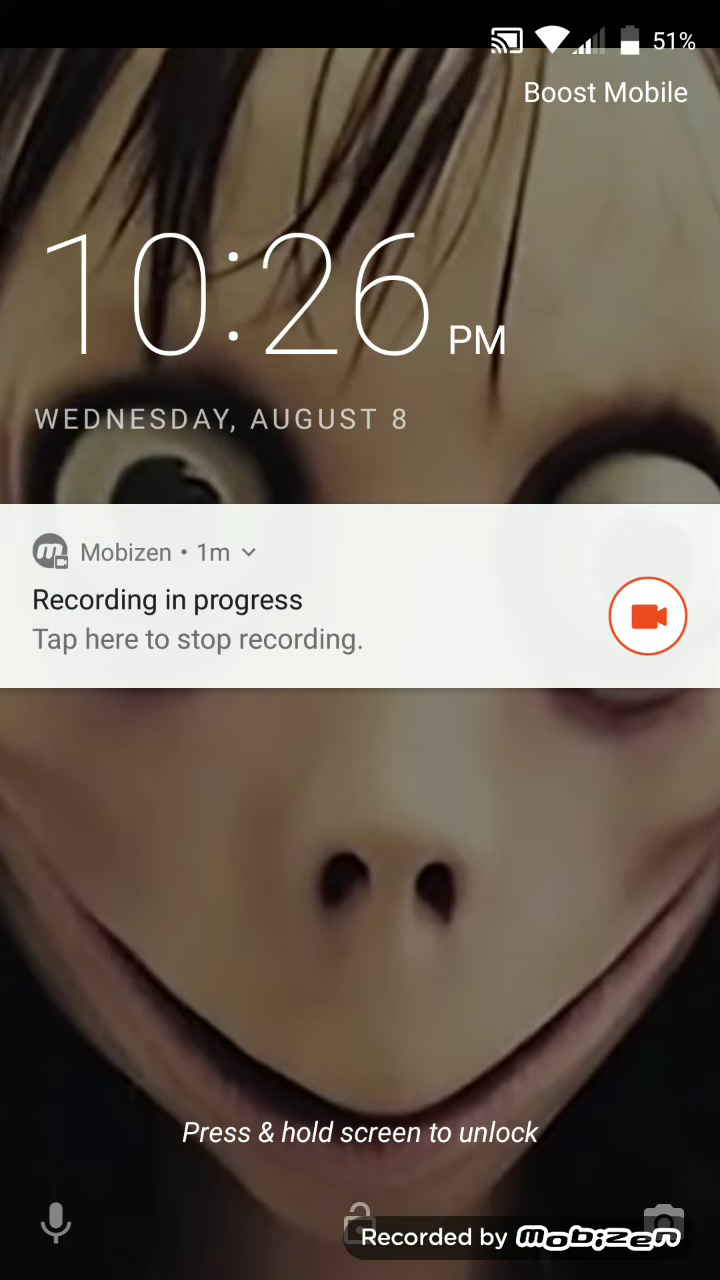 51%
Boost Mobile
10:26 PM
WEDNESDAY, AUGUST 8
Mobizen • 1m
Recording in progress
Tap here to stop recording.
Press & hold screen to unlock
Recorded by mobizen